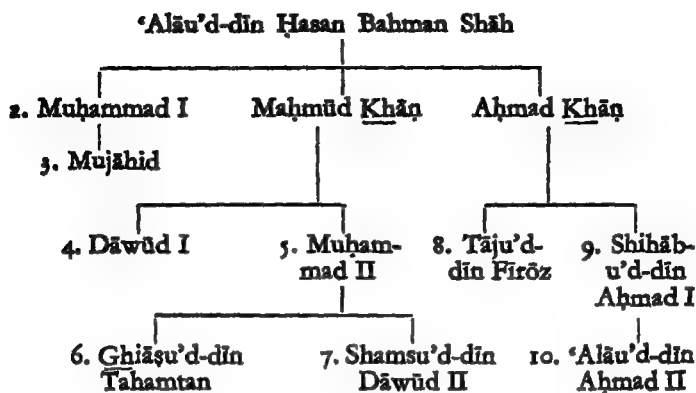 ‘Alāu’d-dīn Ḥasan Bahman Shāh
2. Muḥammad I Maḥmūd Khān Aḥmad Khān
3. Mujāhid
4. Dāwūd I 5. Muḥam- 8. Tāju’d- 9. Shihāb-
mad II dīn Fīrōz u’d-dīn
Aḥmad I
6. Ghiāṣu’d-dīn 7. Shamsu’d-dīn 10. ‘Alāu’d-dīn
Tahamtan Dāwūd II Aḥmad II